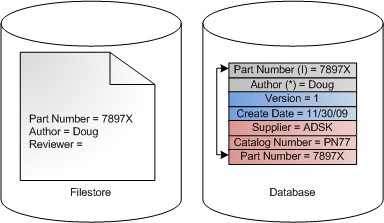 Part Number = 7897X
Author = Doug
Reviewer =
Filestore
Part Number (I) = 7897X
Author (*) = Doug
Version = 1
Create Date = 11/30/09
Supplier = ADSK
Catalog Number = PN77
Part Number = 7897X
Database